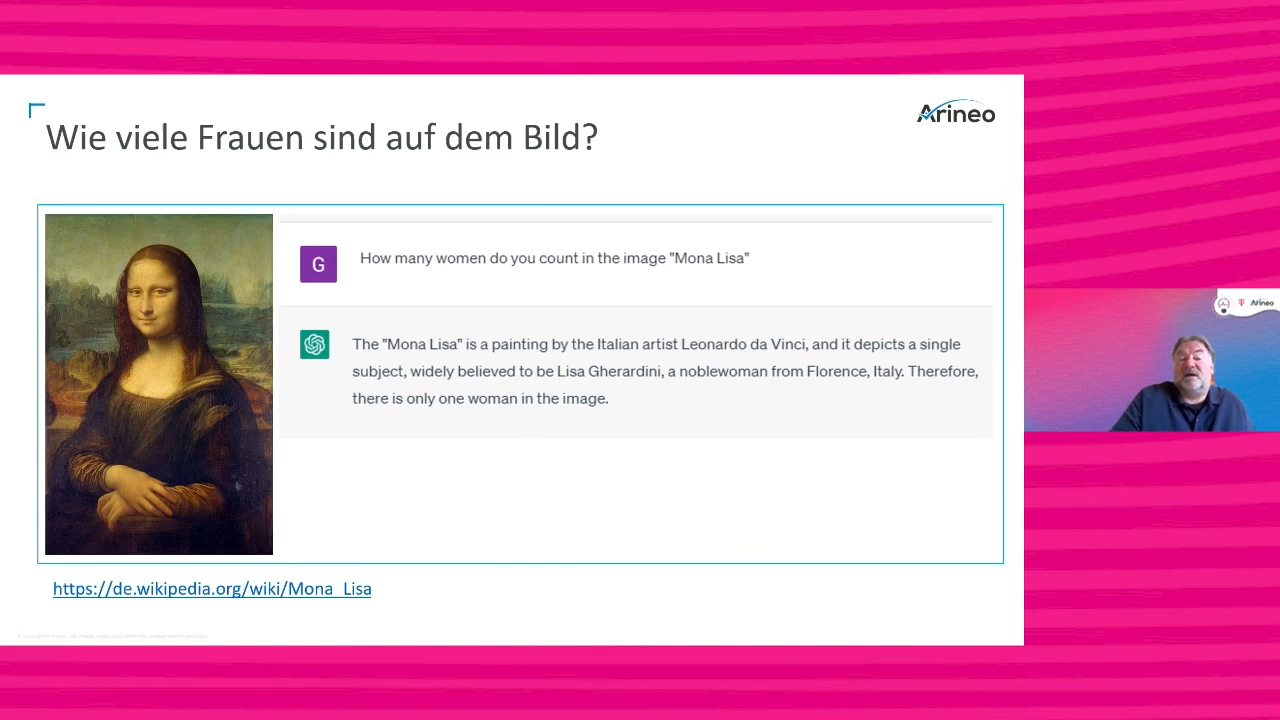 Arineo
Wie viele Frauen sind auf dem Bild?
G
How many women do you count in the image "Mona Lisa"
The "Mona Lisa" is a painting by the Italian artist Leonardo da Vinci, and it depicts a single
subject, widely believed to be Lisa Gherardini, a noblewoman from Florence, Italy. Therefore,
there is only one woman in the image.
https://de.wikipedia.org/wiki/Mona_Lisa
Arineo